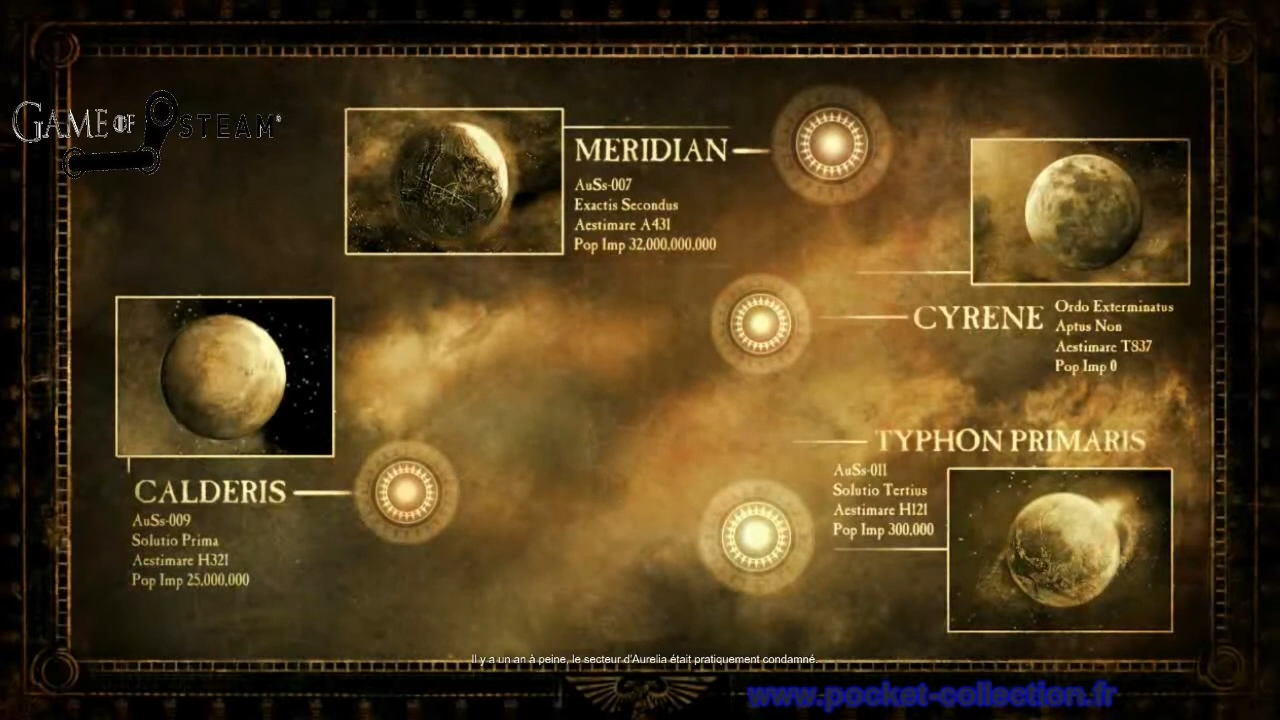 GAME OF STEAM
MERIDIAN
AuSs-007
Exactis Secondus
Aestimare A431
Pop Imp 32,000,000,000
CYRENE
Ordo Exterminatus
Aptus Non
Aestimare T837
Pop Imp 0
CALDERIS
AuSs-009
Solutio Prima
Aestimare H321
Pop Imp 25,000,000
TYPHON PRIMARIS
AuSs-011
Solutio Tertius
Aestimare H121
Pop Imp 300,000
Il y a un an à peine, le secteur d'Aurelia était pratiquement condamné.
www.pocket-collection.fr